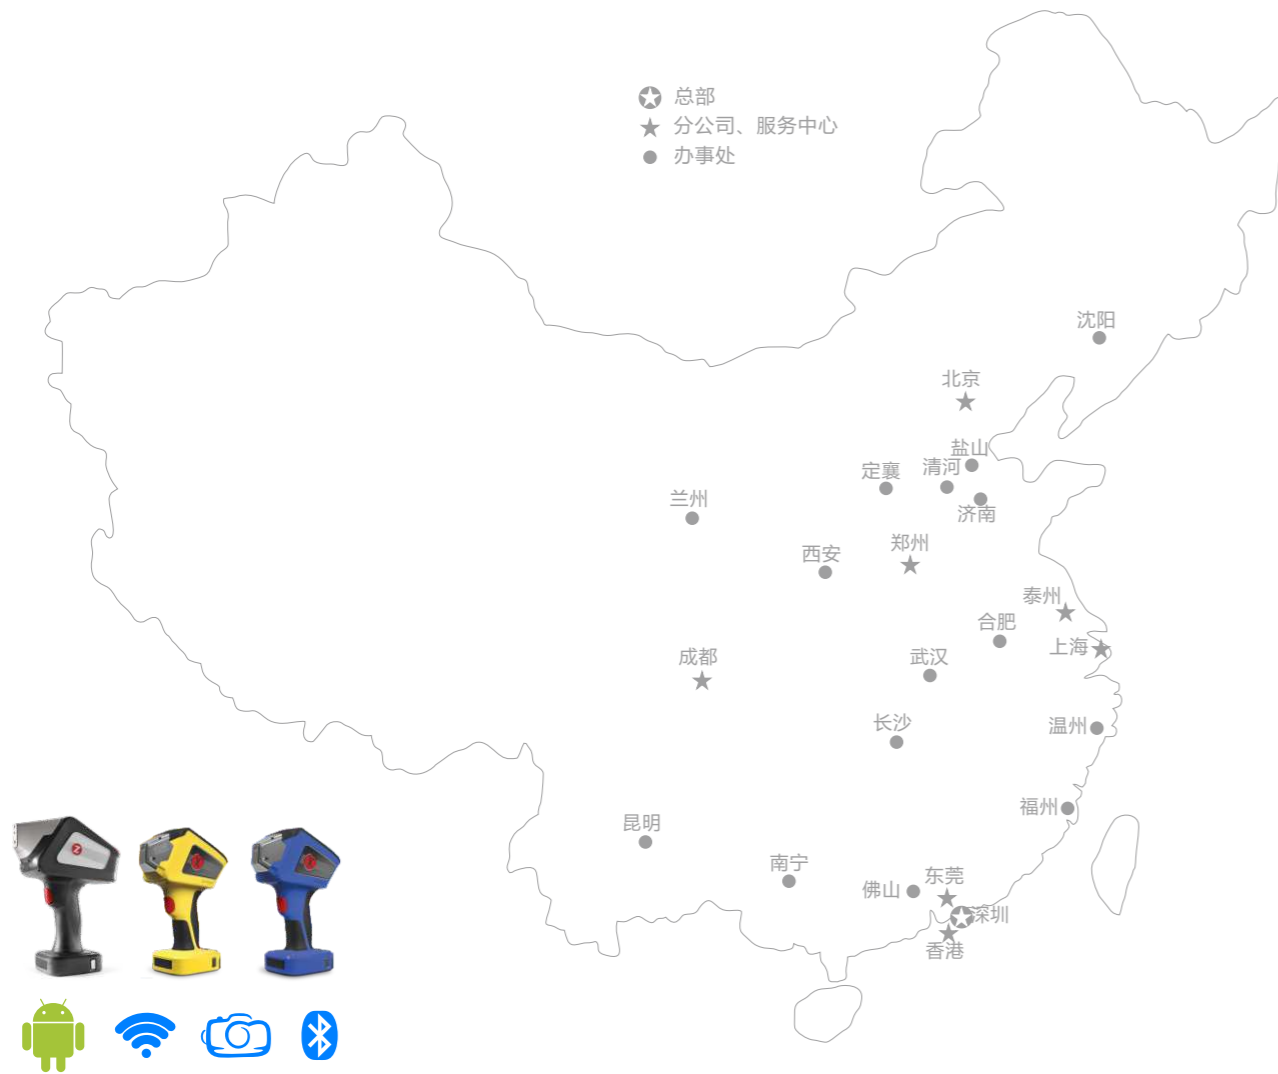 总部
分公司、服务中心
办事处
沈阳
北京
盐山
清河
定襄
兰州
济南
郑州
西安
泰州
合肥
上海
成都
武汉
长沙
温州
福州
昆明
南宁
东莞
佛山
深圳
香港